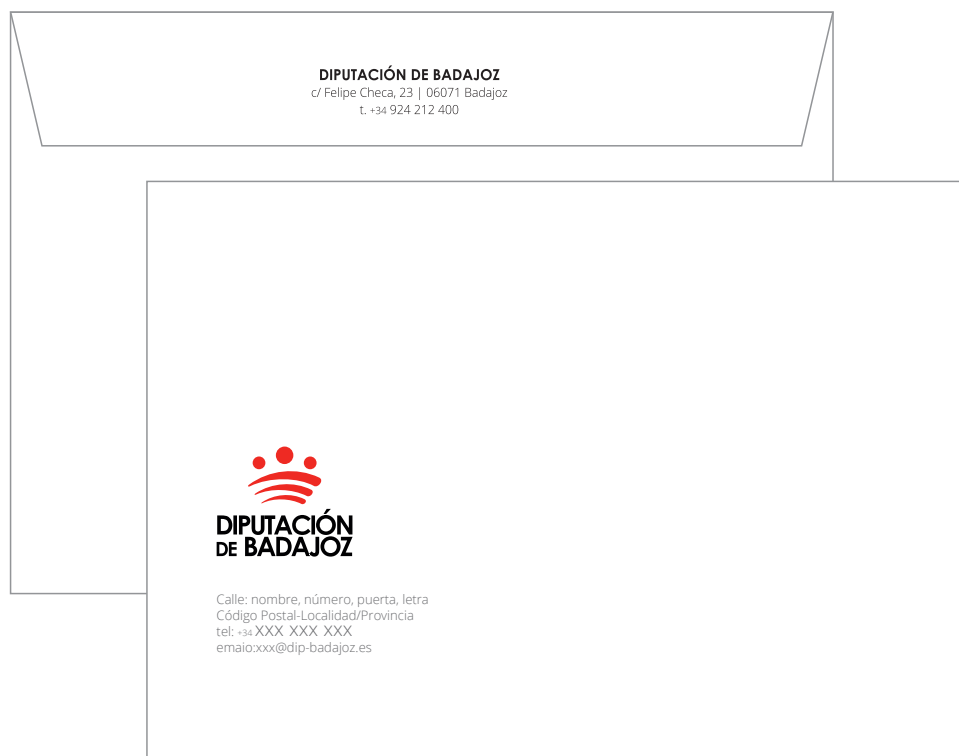 DIPUTACIÓN DE BADAJOZ
c/ Felipe Checa, 23 | 06071 Badajoz
t. +34 924 212 400
DIPUTACIÓN
DE BADAJOZ
Calle: nombre, número, puerta, letra
Código Postal-Localidad/Provincia
tel: +34 XXX XXX XXX
emaio:xxx@dip-badajoz.es